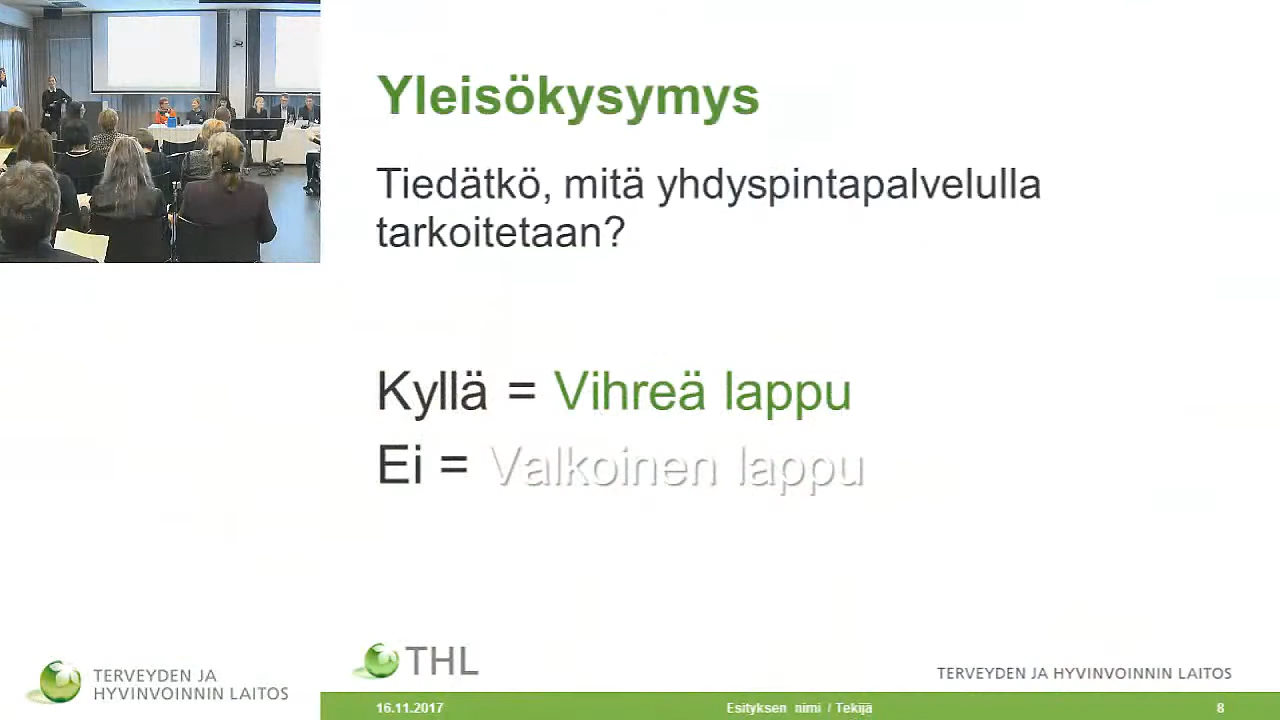 Yleisökysymys
Tiedätkö, mitä yhdyspintapalvelulla
tarkoitetaan?
Kyllä = Vihreä lappu
Ei = Valkoinen lappu
TERVEYDEN JA
HYVINVOINNIN LAITOS
THL
TERVEYDEN JA HYVINVOINNIN LAITOS
16.11.2017
Esityksen nimi / Tekijä
8